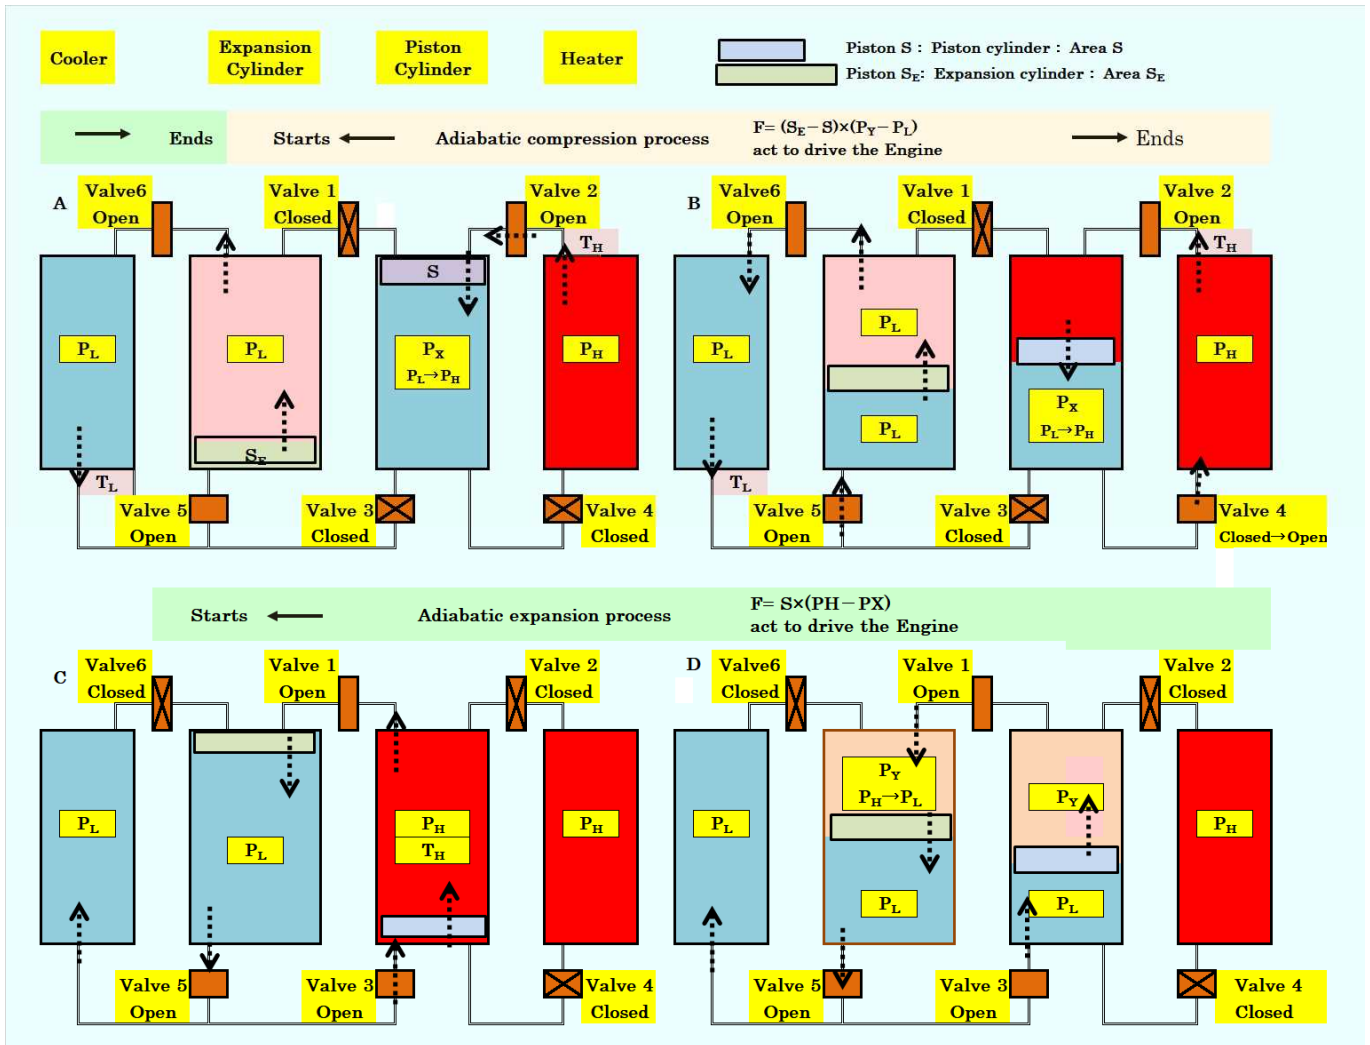 Cooler
Expansion
Cylinder
Piston
Cylinder
Heater
Piston S : Piston cylinder : Area S
Piston SE: Expansion cylinder : Area SE
Ends
Starts
Adiabatic compression process
F= (SE－S)×(PY－PL)
act to drive the Engine
Ends
A
Valve6
Open
Valve 1
Closed
Valve 2
Open
TH
S
PL
PL
PX
PL→PH
PH
SE
TL
Valve 5
Open
Valve 3
Closed
Valve 4
Closed
B
Valve6
Open
Valve 1
Closed
Valve 2
Open
TH
PL
PL
PH
PX
PL→PH
PL
TL
Valve 5
Open
Valve 3
Closed
Valve 4
Closed→Open
Starts
Adiabatic expansion process
F= S×(PH－PX)
act to drive the Engine
C
Valve6
Closed
Valve 1
Open
Valve 2
Closed
PL
PL
PH
TH
PH
Valve 5
Open
Valve 3
Open
Valve 4
Closed
D
Valve6
Closed
Valve 1
Open
Valve 2
Closed
PY
PH→PL
PY
PL
PH
PL
PL
Valve 5
Open
Valve 3
Open
Valve 4
Closed